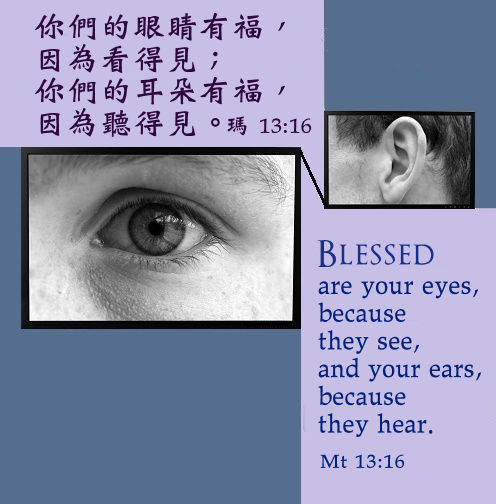 你們的眼睛有福，
因為看得見；
你們的耳朵有福，
因為聽得見。瑪 13:16
BLESSED
are your eyes,
because
they see,
and your ears,
because
they hear.
Mt 13:16